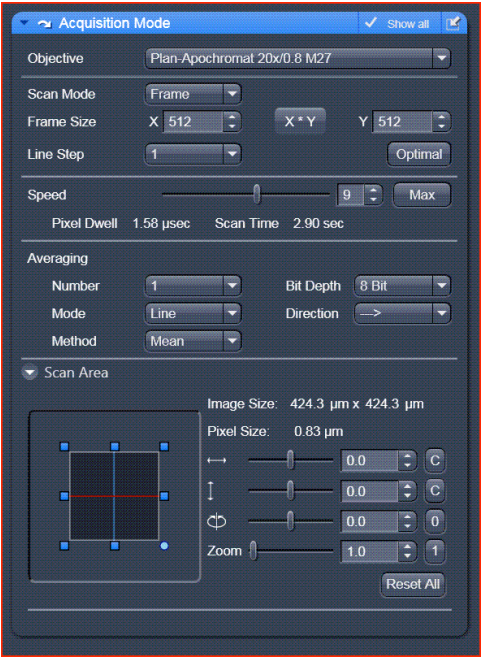 Acquisition Mode Show all
Objective Plan-Apochromat 20x/0.8 M27
Scan Mode Frame
Frame Size X 512 X*Y Y 512
Line Step 1 Optimal
Speed 9 Max
Pixel Dwell 1.58 µsec Scan Time 2.90 sec
Averaging
Number 1 Bit Depth 8 Bit
Mode Line Direction --->
Method Mean
Scan Area
Image Size: 424.3 µm x 424.3 µm
Pixel Size: 0.83 µm
0.0 C
0.0 C
0.0 0
Zoom 1.0 1
Reset All